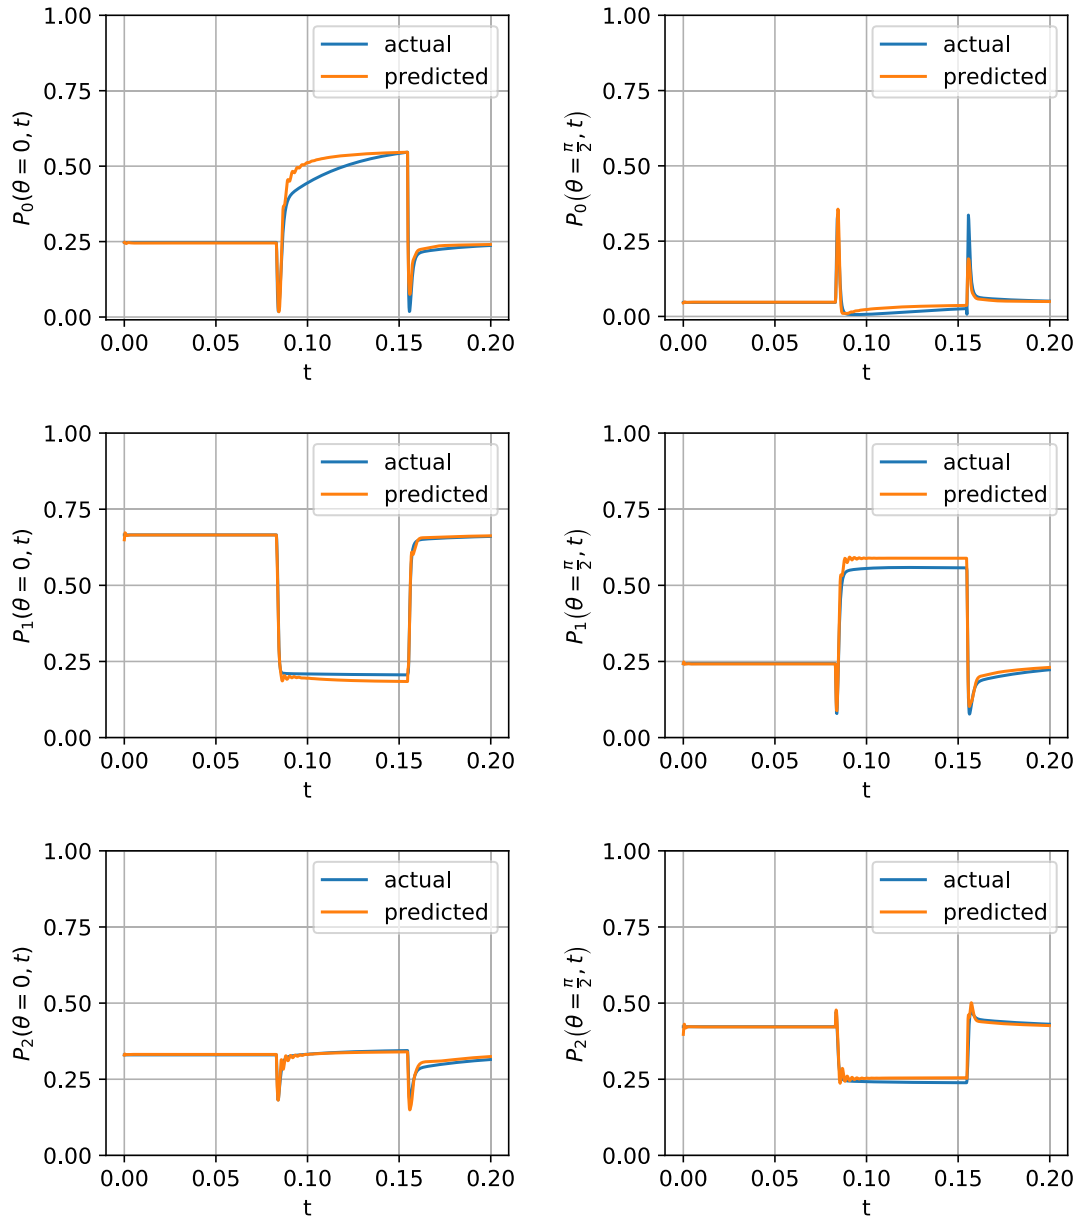 1.00
0.75
0.50
0.25
0.00
P₀(θ = 0, t)
actual
predicted
0.00 0.05 0.10 0.15 0.20
t
1.00
0.75
0.50
0.25
0.00
P₀(θ = π/2, t)
actual
predicted
0.00 0.05 0.10 0.15 0.20
t
1.00
0.75
0.50
0.25
0.00
P₁(θ = 0, t)
actual
predicted
0.00 0.05 0.10 0.15 0.20
t
1.00
0.75
0.50
0.25
0.00
P₁(θ = π/2, t)
actual
predicted
0.00 0.05 0.10 0.15 0.20
t
1.00
0.75
0.50
0.25
0.00
P₂(θ = 0, t)
actual
predicted
0.00 0.05 0.10 0.15 0.20
t
1.00
0.75
0.50
0.25
0.00
P₂(θ = π/2, t)
actual
predicted
0.00 0.05 0.10 0.15 0.20
t